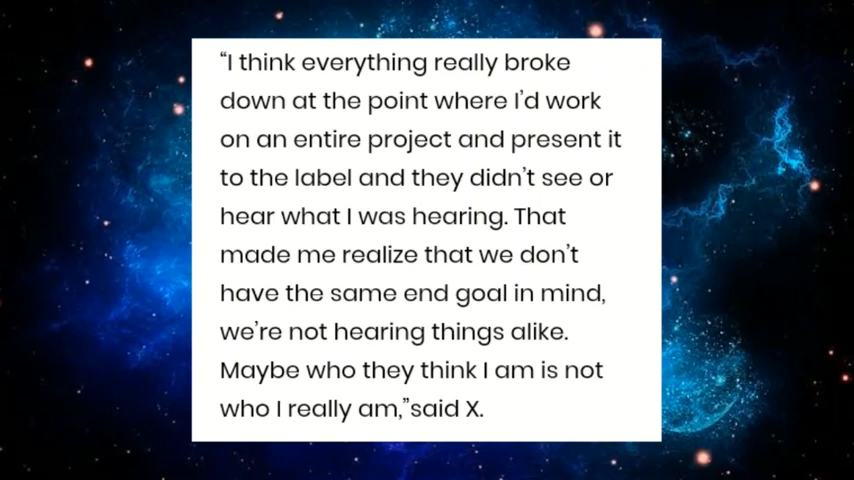 “I think everything really broke
down at the point where I’d work
on an entire project and present it
to the label and they didn’t see or
hear what I was hearing. That
made me realize that we don’t
have the same end goal in mind,
we’re not hearing things alike.
Maybe who they think I am is not
who I really am,”said X.